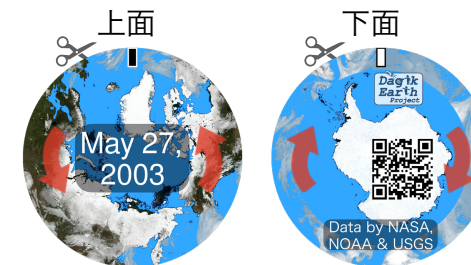 上面
下面
Dagik
Earth
Project
May 27,
2003
Data by NASA,
NOAA & USGS